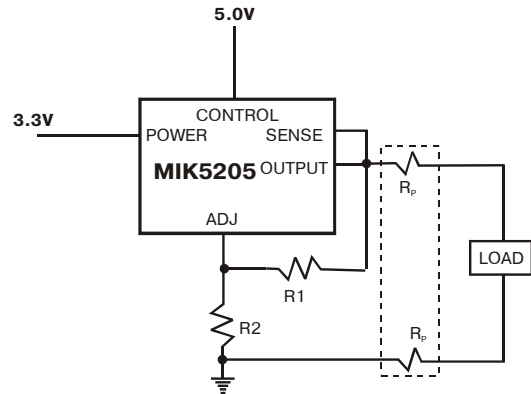 5.0V
3.3V
CONTROL
POWER SENSE
MIK5205 OUTPUT
ADJ
R1
R2
RP
LOAD
RP